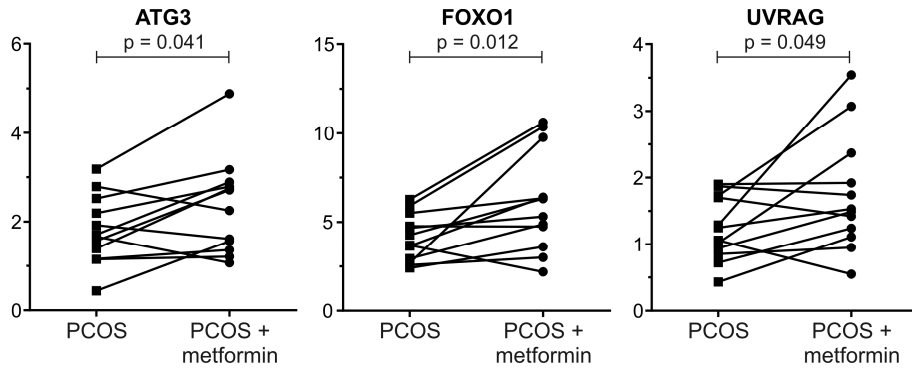 ATG3
p = 0.041
6
4
2
0
PCOS
PCOS +
metformin
FOXO1
p = 0.012
15
10
5
0
PCOS
PCOS +
metformin
UVRAG
p = 0.049
4
3
2
1
0
PCOS
PCOS +
metformin